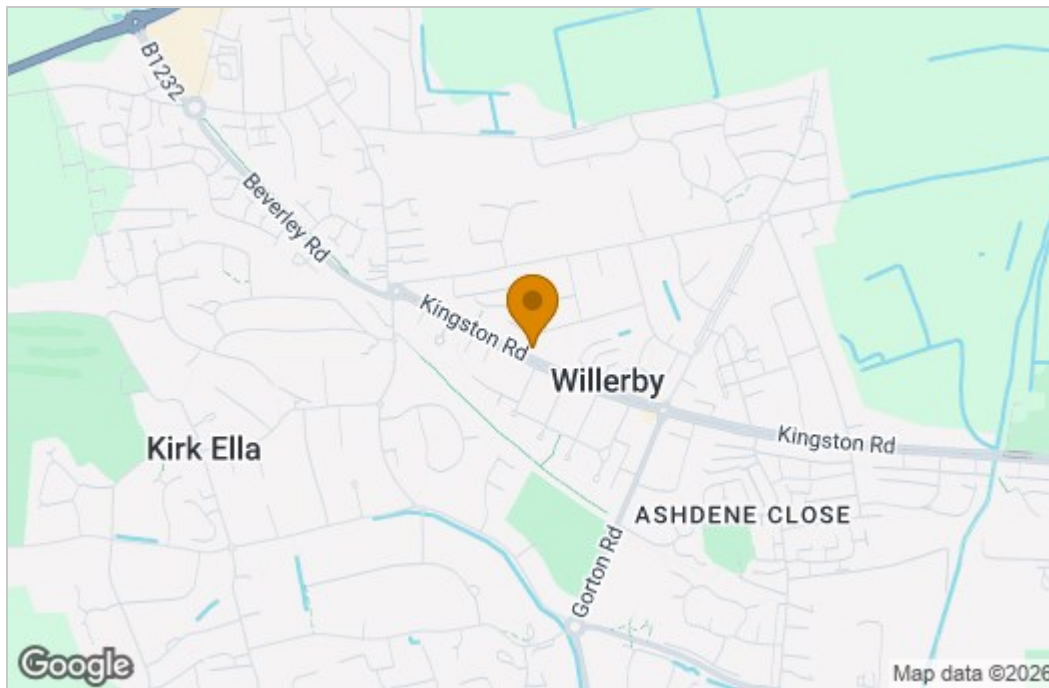 B1232
Beverley Rd
Kingston Rd
Willerby
Kirk Ella
Kingston Rd
ASHDENE CLOSE
Gorton Rd
Google
Map data ©2026